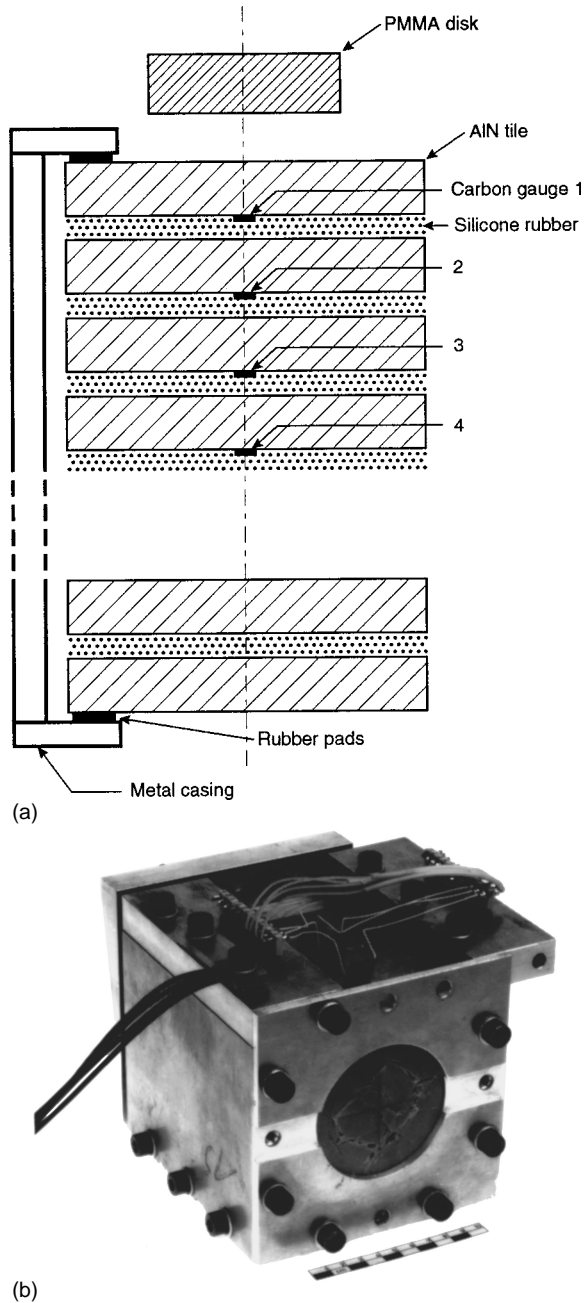 PMMA disk
AlN tile
Carbon gauge 1
Silicone rubber
2
3
4
Rubber pads
Metal casing
(a)
(b)